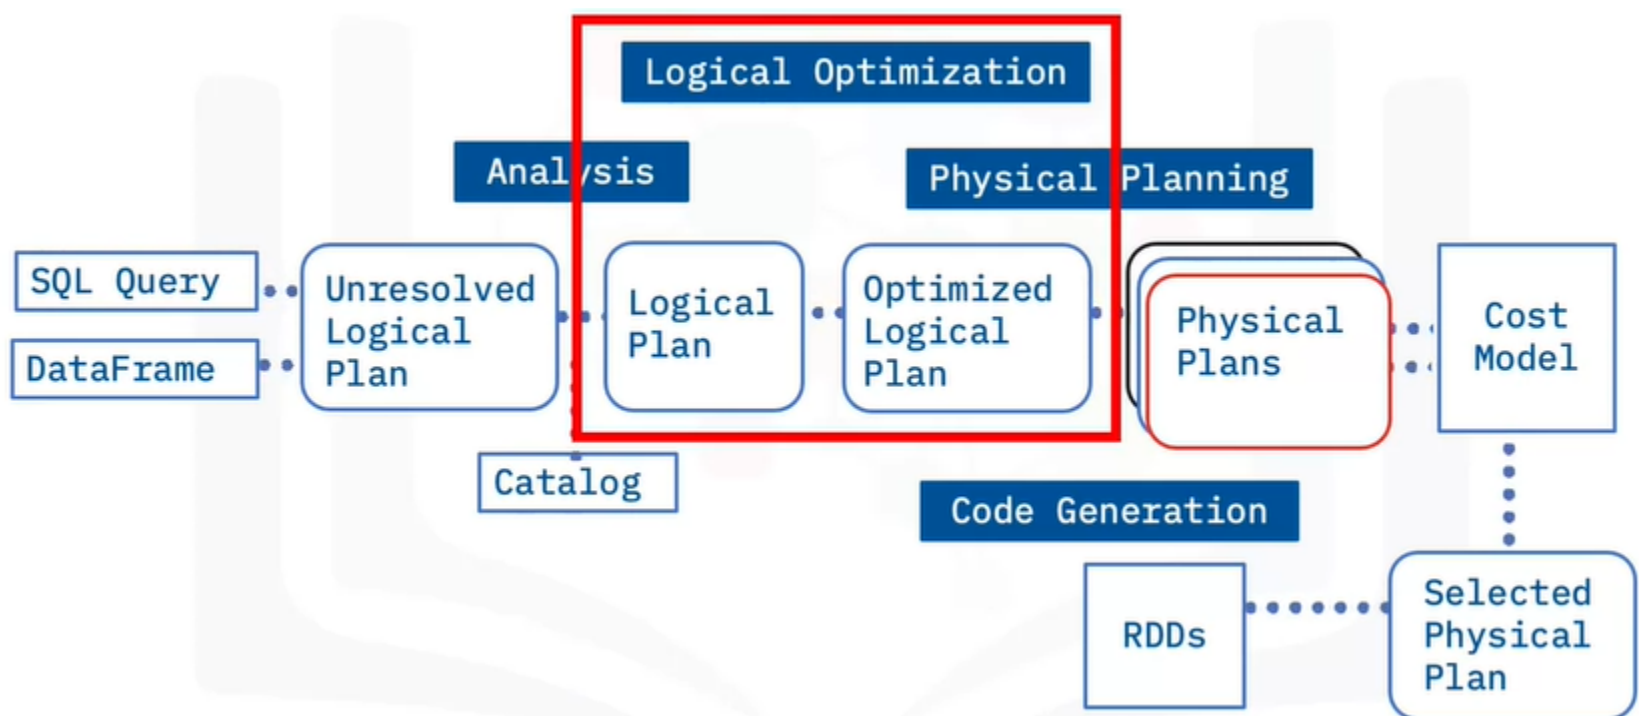 Logical Optimization
Analysis
Physical Planning
SQL Query
DataFrame
Unresolved
Logical
Plan
Logical
Plan
Optimized
Logical
Plan
Physical
Plans
Cost
Model
Catalog
Code Generation
RDDs
Selected
Physical
Plan